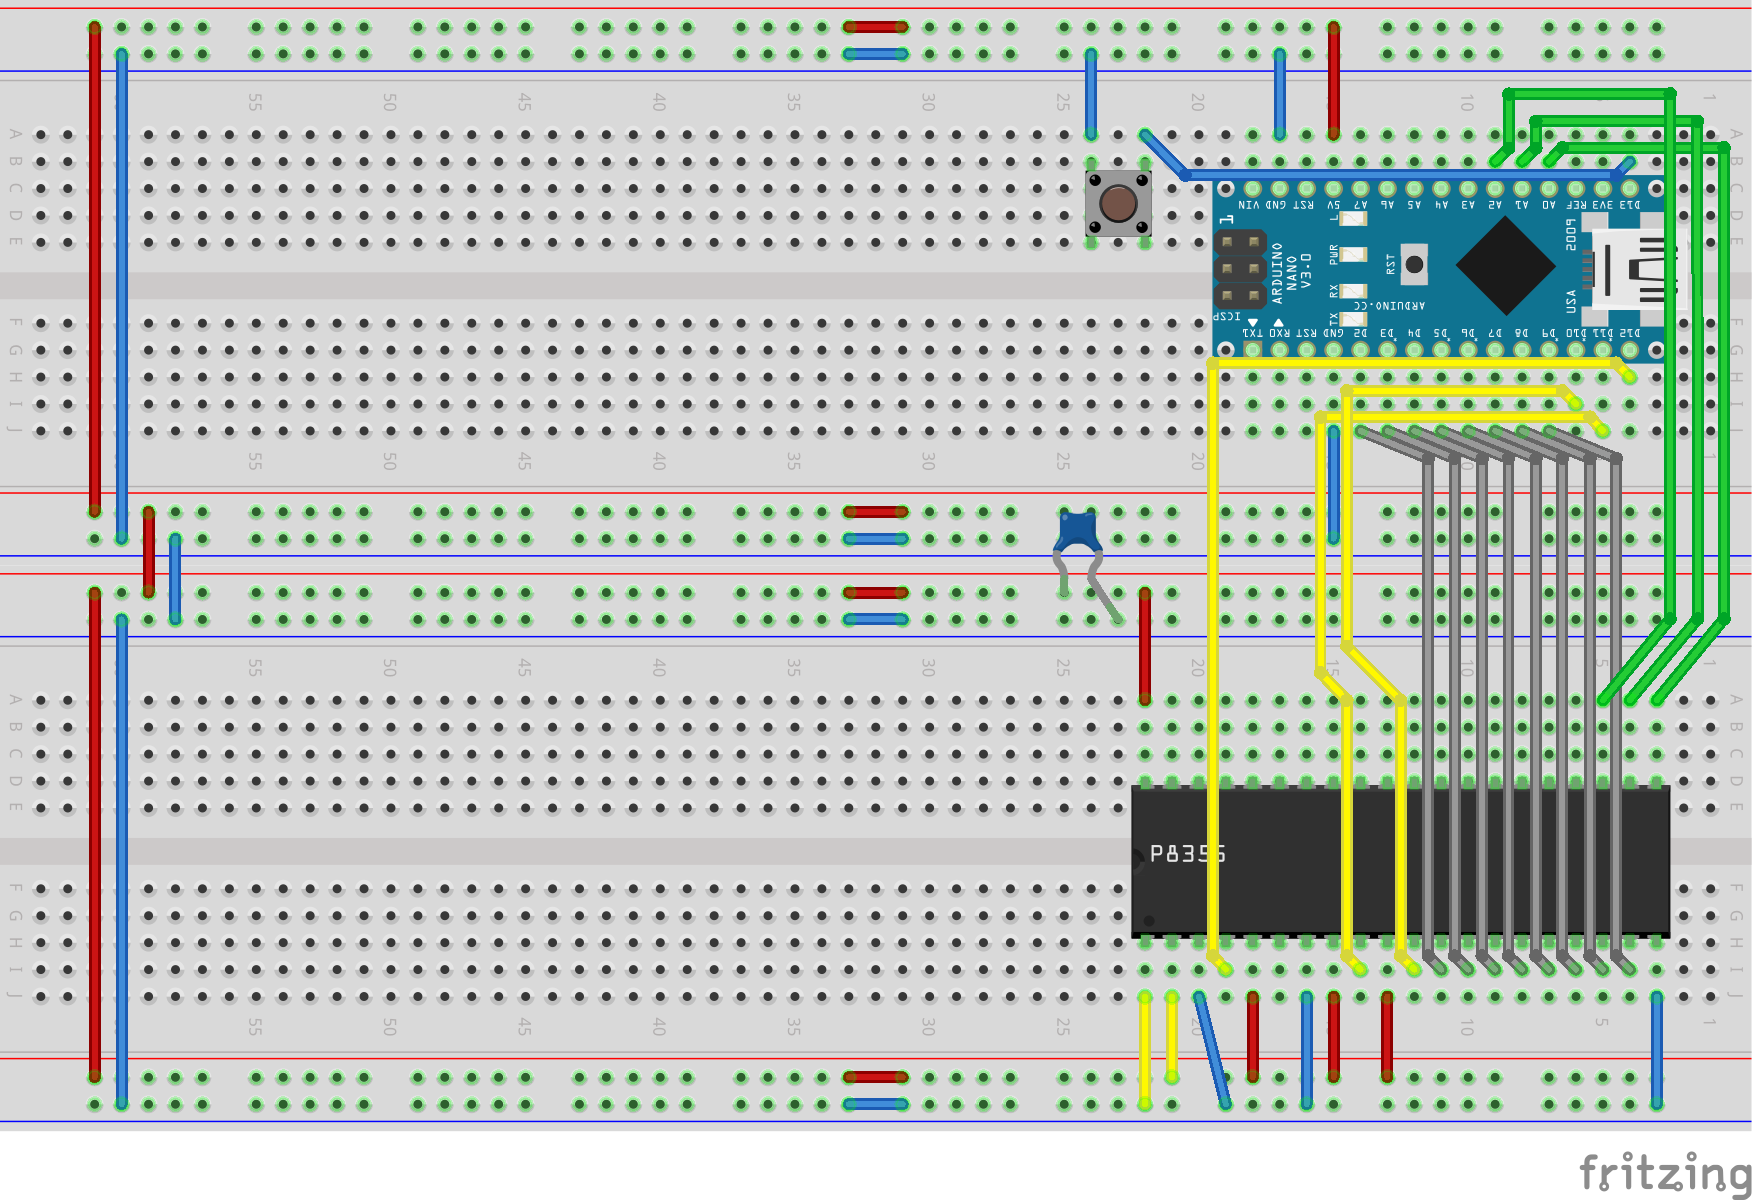 55 50 45 40 35 30 25 20 10 1
A A
B B
C C
D D
E E
VIN GND RST 5V A7 A6 A5 A4 A3 A2 A1 A0 REF 3V3 D13
1
L
PWR
RX
TX
RST
ARDUINO
NANO
V3.0
ARDUINO.CC
USA
ICSP
TX1 RX0 RST GND D2 D3 D4 D5 D6 D7 D8 D9 D10 D11 D12
F F
G G
H H
I I
J J
55 50 45 40 35 30 25 20 10 1
55 50 45 40 35 30 25 20 15 10 5 1
A A
B B
C C
D D
E E
P8355
F F
G G
H H
I I
J J
55 50 45 40 35 30 25 20 15 10 5 1
fritzing